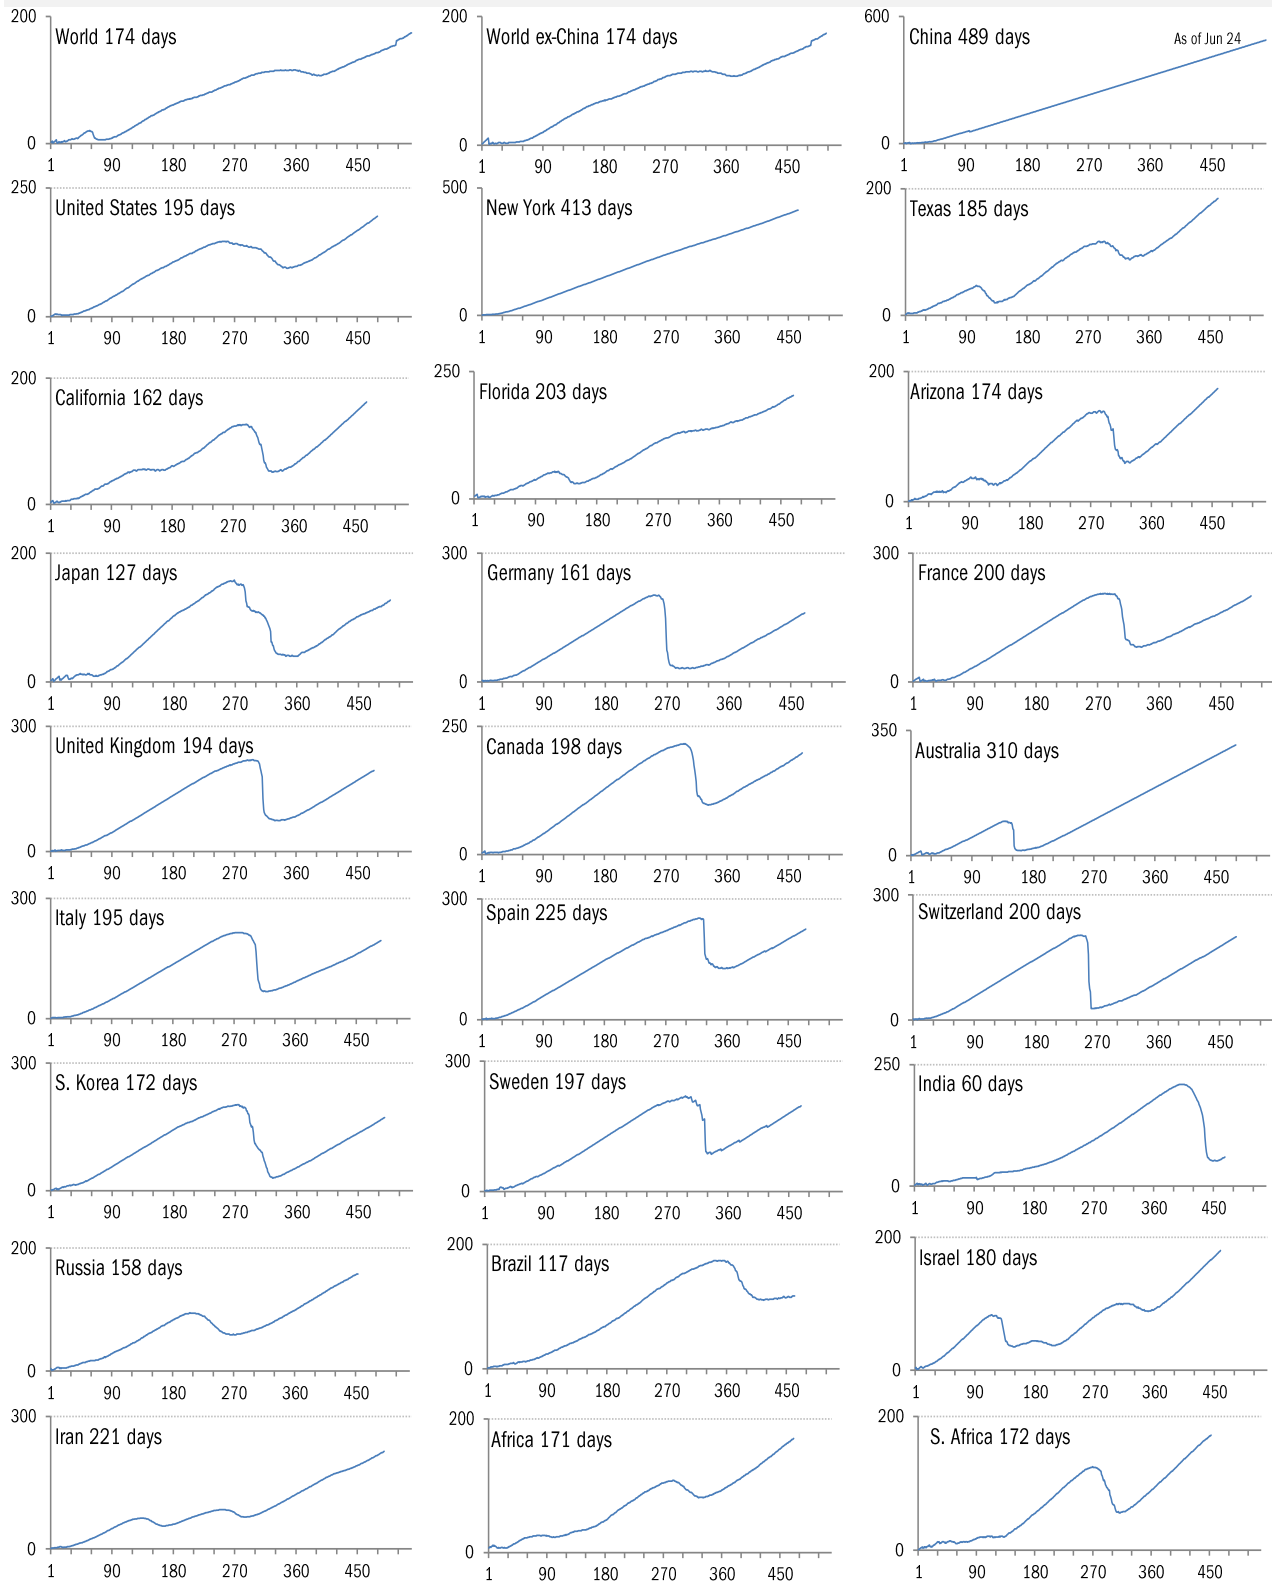 200 200 600
World 174 days World ex-China 174 days China 489 days As of Jun 24
0 0 0
1 90 180 270 360 450 1 90 180 270 360 450 1 90 180 270 360 450
250 500 200
United States 195 days New York 413 days Texas 185 days
0 0 0
1 90 180 270 360 450 1 90 180 270 360 450 1 90 180 270 360 450
200 250 200
California 162 days Florida 203 days Arizona 174 days
0 0 0
1 90 180 270 360 450 1 90 180 270 360 450 1 90 180 270 360 450
200 300 300
Japan 127 days Germany 161 days France 200 days
0 0 0
1 90 180 270 360 450 1 90 180 270 360 450 1 90 180 270 360 450
300 250 350
United Kingdom 194 days Canada 198 days Australia 310 days
0 0 0
1 90 180 270 360 450 1 90 180 270 360 450 1 90 180 270 360 450
300 300 300
Italy 195 days Spain 225 days Switzerland 200 days
0 0 0
1 90 180 270 360 450 1 90 180 270 360 450 1 90 180 270 360 450
300 300 250
S. Korea 172 days Sweden 197 days India 60 days
0 0 0
1 90 180 270 360 450 1 90 180 270 360 450 1 90 180 270 360 450
200 200 200
Russia 158 days Brazil 117 days Israel 180 days
0 0 0
1 90 180 270 360 450 1 90 180 270 360 450 1 90 180 270 360 450
300 200 200
Iran 221 days Africa 171 days S. Africa 172 days
0 0 0
1 90 180 270 360 450 1 90 180 270 360 450 1 90 180 270 360 450